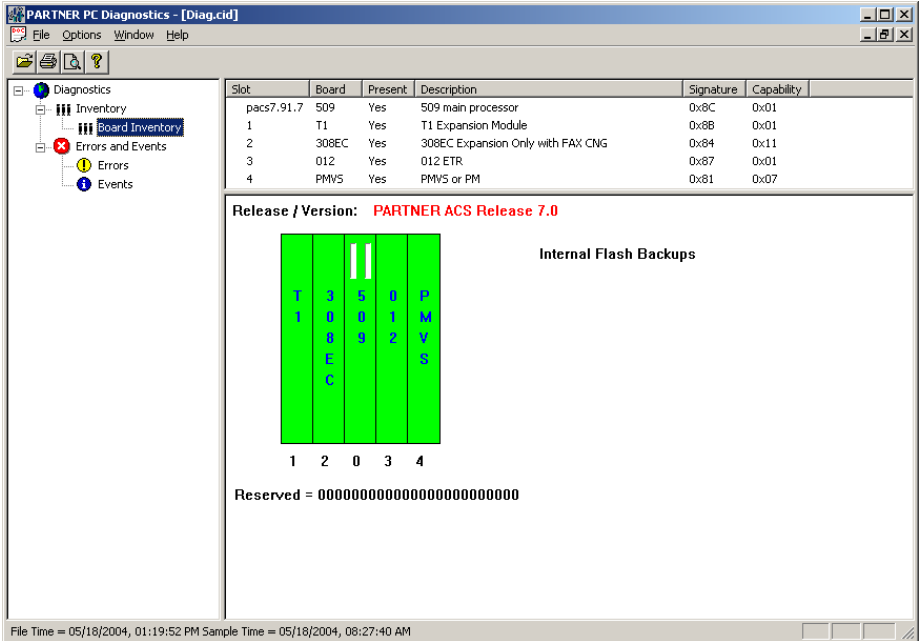 PARTNER PC Diagnostics - [Diag.cid]
File Options Window Help
Diagnostics
Inventory
Board Inventory
Errors and Events
Errors
Events
Slot Board Present Description Signature Capability
pacs7.91.7 509 Yes 509 main processor 0x8C 0x01
1 T1 Yes T1 Expansion Module 0x8B 0x01
2 308EC Yes 308EC Expansion Only with FAX CNG 0x84 0x11
3 012 Yes 012 ETR 0x87 0x01
4 PMVS Yes PMVS or PM 0x81 0x07
Release / Version: PARTNER ACS Release 7.0
Internal Flash Backups
T1 308EC 509 012 PMVS
1 2 0 3 4
Reserved = 000000000000000000000000
File Time = 05/18/2004, 01:19:52 PM Sample Time = 05/18/2004, 08:27:40 AM